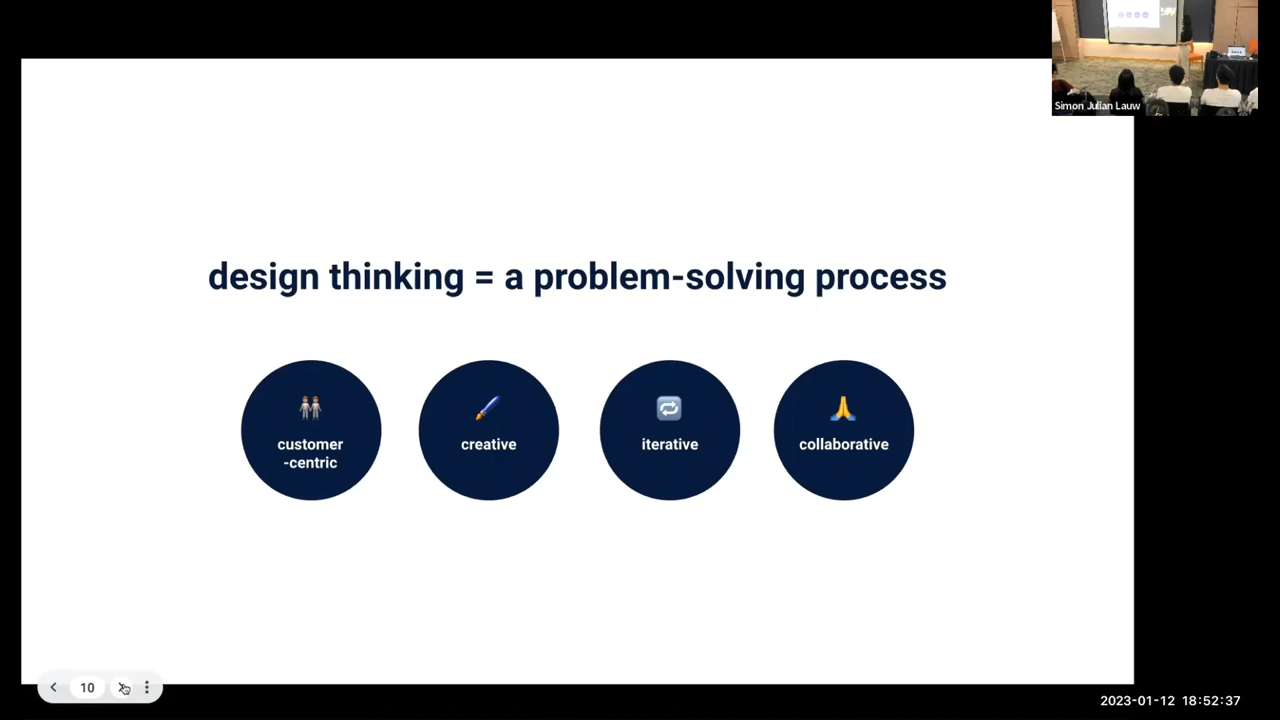 Simon Julian Lauw
design thinking = a problem-solving process
customer
-centric
creative
iterative
collaborative
10
2023-01-12 18:52:37